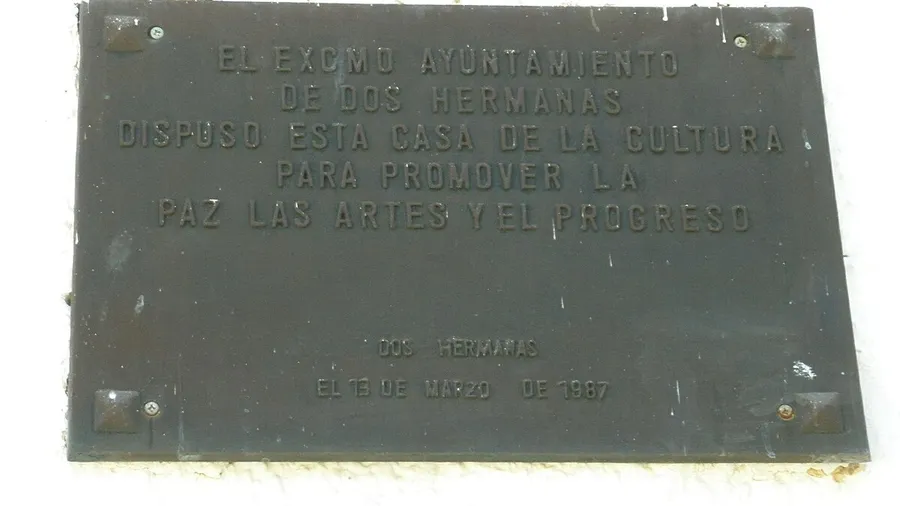 EL EXCMO AYUNTAMIENTO
DE DOS HERMANAS
DISPUSO ESTA CASA DE LA CULTURA
PARA PROMOVER LA
PAZ LAS ARTES Y EL PROGRESO
DOS HERMANAS
EL 13 DE MARZO DE 1987